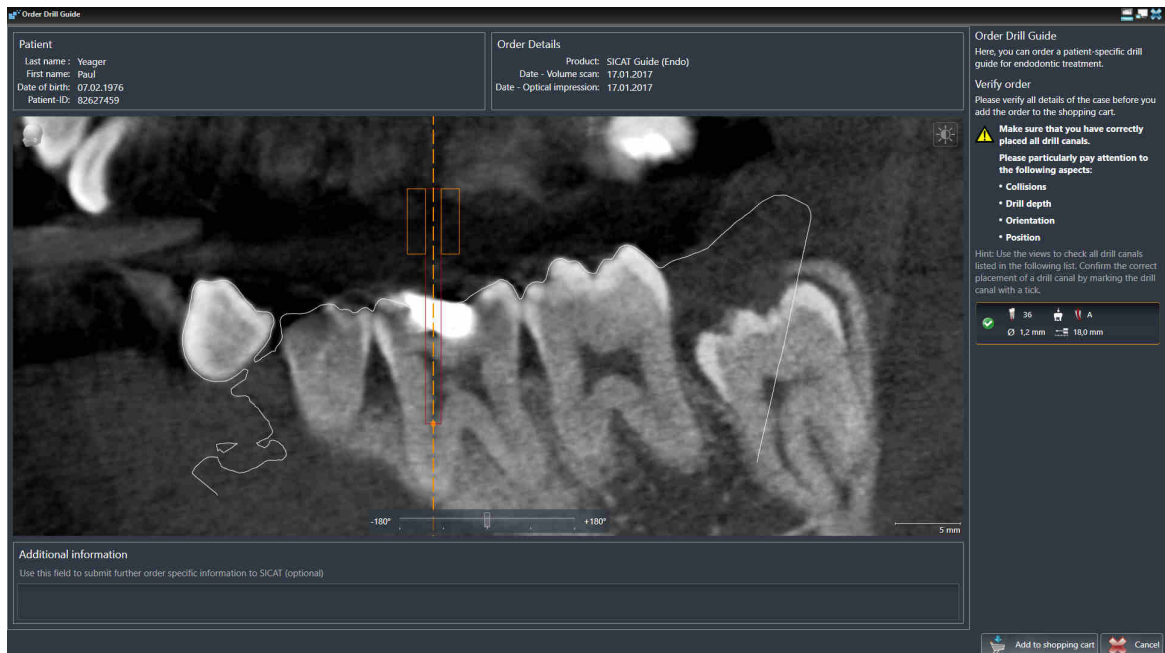 Order Drill Guide
Patient
Last name : Yeager
First name: Paul
Date of birth: 07.02.1976
Patient-ID: 82627459
Order Details
Product: SICAT Guide (Endo)
Date - Volume scan: 17.01.2017
Date - Optical impression: 17.01.2017
-180°
+180°
5 mm
Additional information
Use this field to submit further order specific information to SICAT (optional)
Order Drill Guide
Here, you can order a patient-specific drill
guide for endodontic treatment.
Verify order
Please verify all details of the case before you
add the order to the shopping cart.
Make sure that you have correctly
placed all drill canals.
Please particularly pay attention to
the following aspects:
• Collisions
• Drill depth
• Orientation
• Position
Hint: Use the views to check all drill canals
listed in the following list. Confirm the correct
placement of a drill canal by marking the drill
canal with a tick.
36 A
Ø 1,2 mm 18,0 mm
Add to shopping cart
Cancel